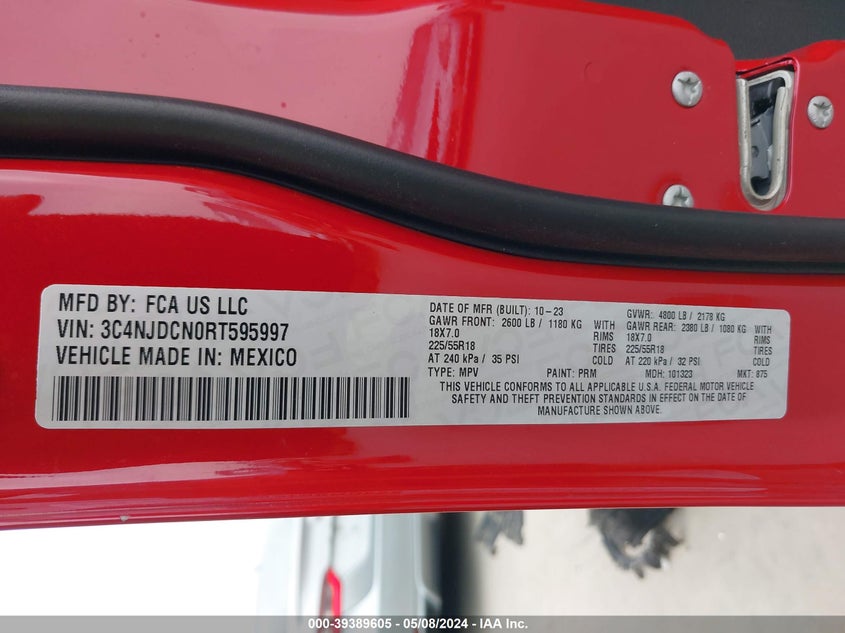 MFD BY: FCA US LLC
VIN: 3C4NJDCN0RT595997
VEHICLE MADE IN: MEXICO
DATE OF MFR (BUILT): 10-23
GAWR FRONT: 2600 LB / 1180 KG WITH
18X7.0 RIMS
225/55R18 TIRES
AT 240 kPa / 35 PSI COLD
TYPE: MPV PAINT: PRM
GVWR: 4800 LB / 2178 KG
GAWR REAR: 2380 LB / 1080 KG WITH
18X7.0 RIMS
225/55R18 TIRES
AT 220 kPa / 32 PSI COLD
MDH: 101323 MKT: 875
THIS VEHICLE CONFORMS TO ALL APPLICABLE U.S.A. FEDERAL MOTOR VEHICLE
SAFETY AND THEFT PREVENTION STANDARDS IN EFFECT ON THE DATE OF
MANUFACTURE SHOWN ABOVE.
000-39389605 - 05/08/2024 - IAA Inc.